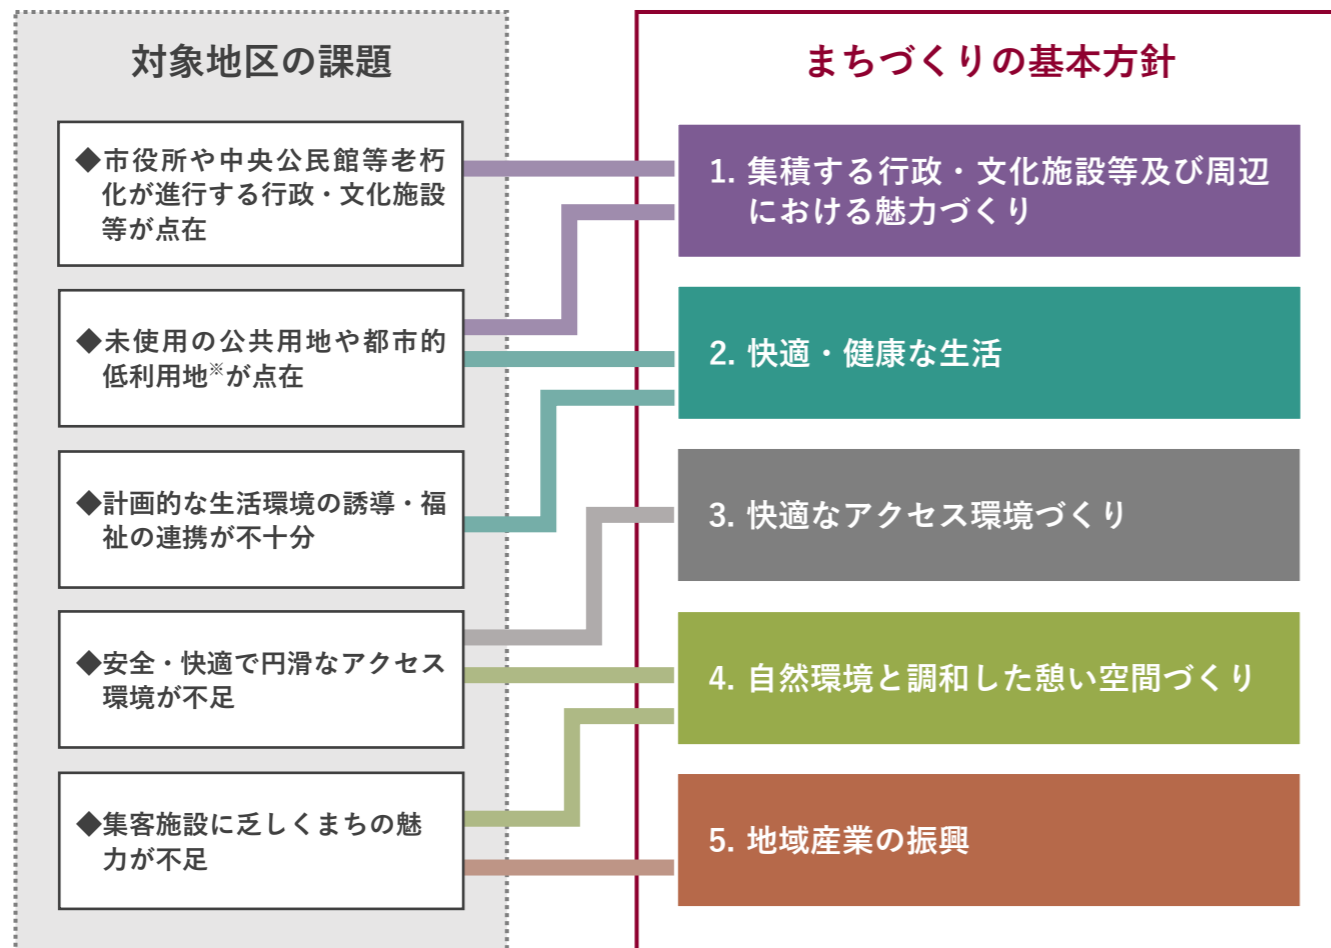 対象地区の課題
◆市役所や中央公民館等老朽
化が進行する行政・文化施設
等が点在
◆未使用の公共用地や都市的
低利用地※が点在
◆計画的な生活環境の誘導・福
祉の連携が不十分
◆安全・快適で円滑なアクセス
環境が不足
◆集客施設に乏しくまちの魅
力が不足
まちづくりの基本方針
1. 集積する行政・文化施設等及び周辺
における魅力づくり
2. 快適・健康な生活
3. 快適なアクセス環境づくり
4. 自然環境と調和した憩い空間づくり
5. 地域産業の振興